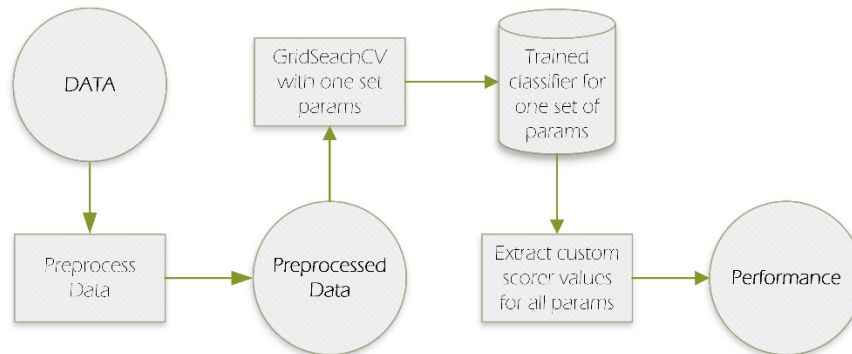 DATA
Preprocess
Data
Preprocessed
Data
GridSeachCV
with one set
params
Trained
classifier for
one set of
params
Extract custom
scorer values
for all params
Performance